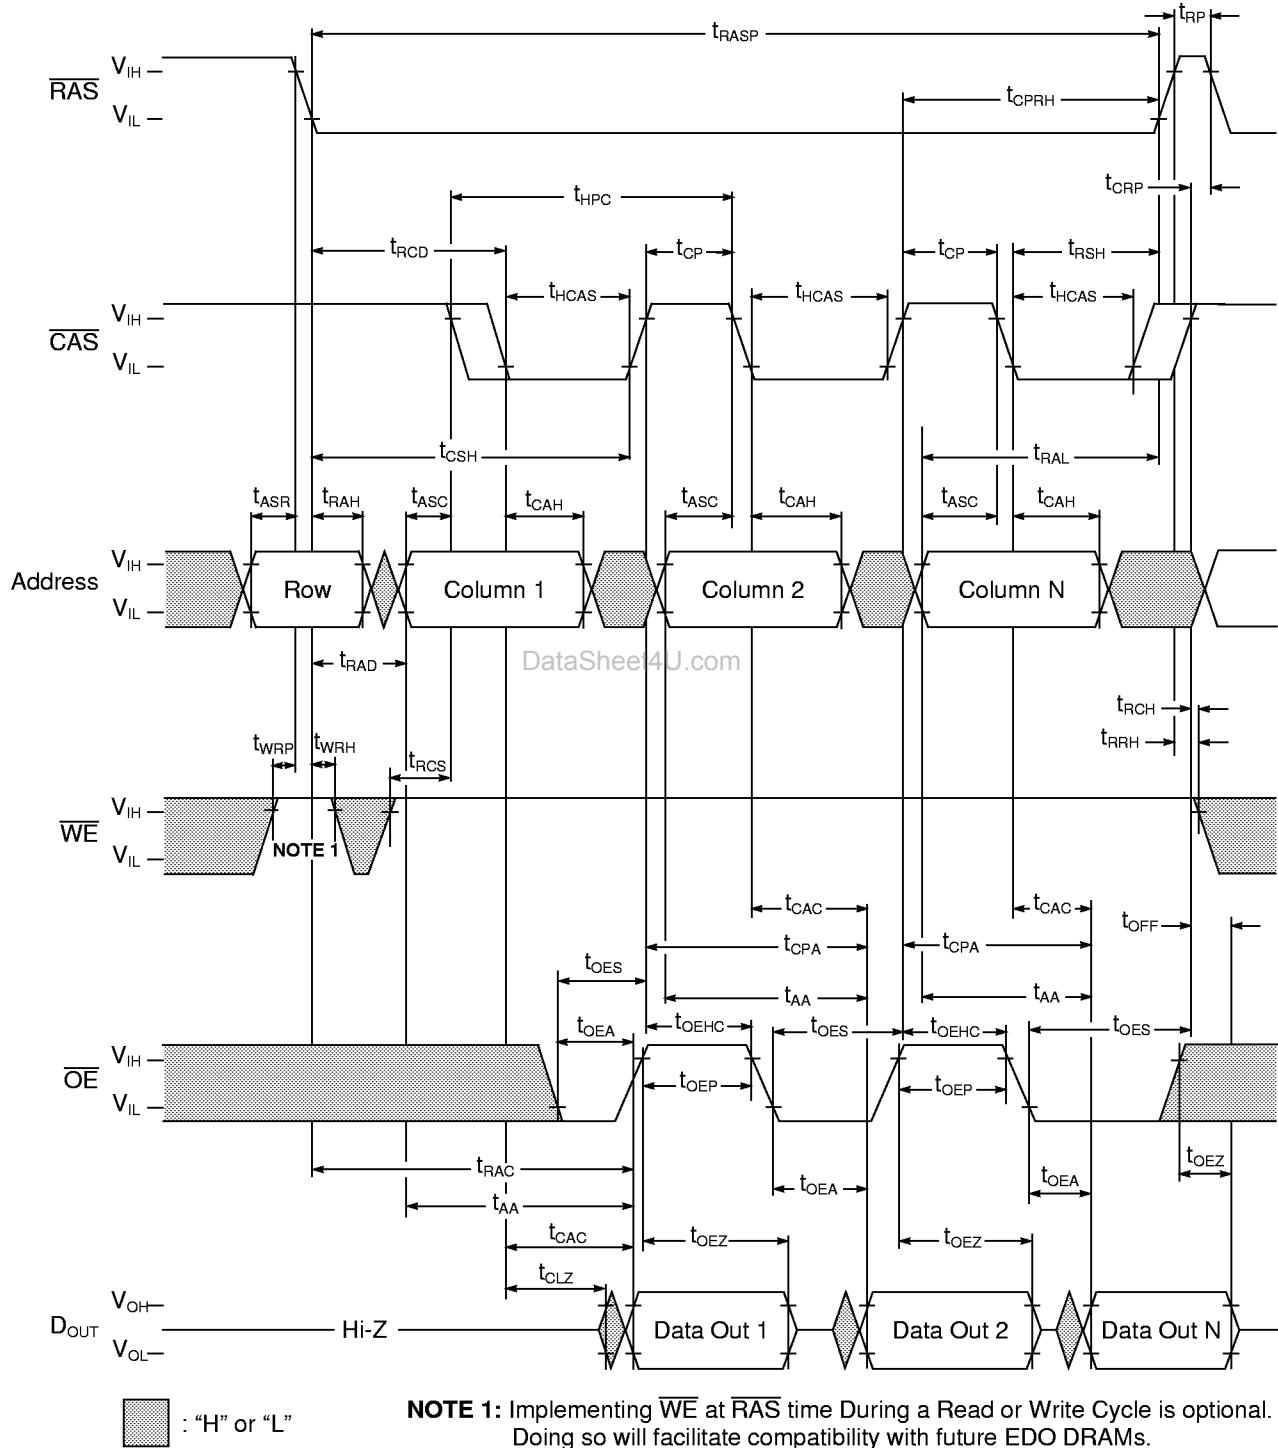 tRP
tRASP
VIH
RAS
tCPRH
VIL
tCRP
tHPC
tRCD
tCP
tCP
tRSH
tHCAS
tHCAS
tHCAS
VIH
CAS
VIL
tCSH
tRAL
tASR
tRAH
tASC
tCAH
tASC
tCAH
tASC
tCAH
VIH
Address
Row
Column 1
Column 2
Column N
VIL
DataSheet4U.com
tRAD
tRCH
tWRP
tWRH
tRCS
tRRH
VIH
WE
NOTE 1
VIL
tCAC
tCAC
tOFF
tCPA
tCPA
tOES
tAA
tAA
tOEA
tOEHC
tOES
tOEHC
tOES
VIH
OE
tOEP
tOEP
VIL
tRAC
tOEZ
tOEA
tOEA
tAA
tCAC
tOEZ
tOEZ
tCLZ
VOH
DOUT
Hi-Z
Data Out 1
Data Out 2
Data Out N
VOL
: “H” or “L”
NOTE 1: Implementing WE at RAS time During a Read or Write Cycle is optional.
Doing so will facilitate compatibility with future EDO DRAMs.